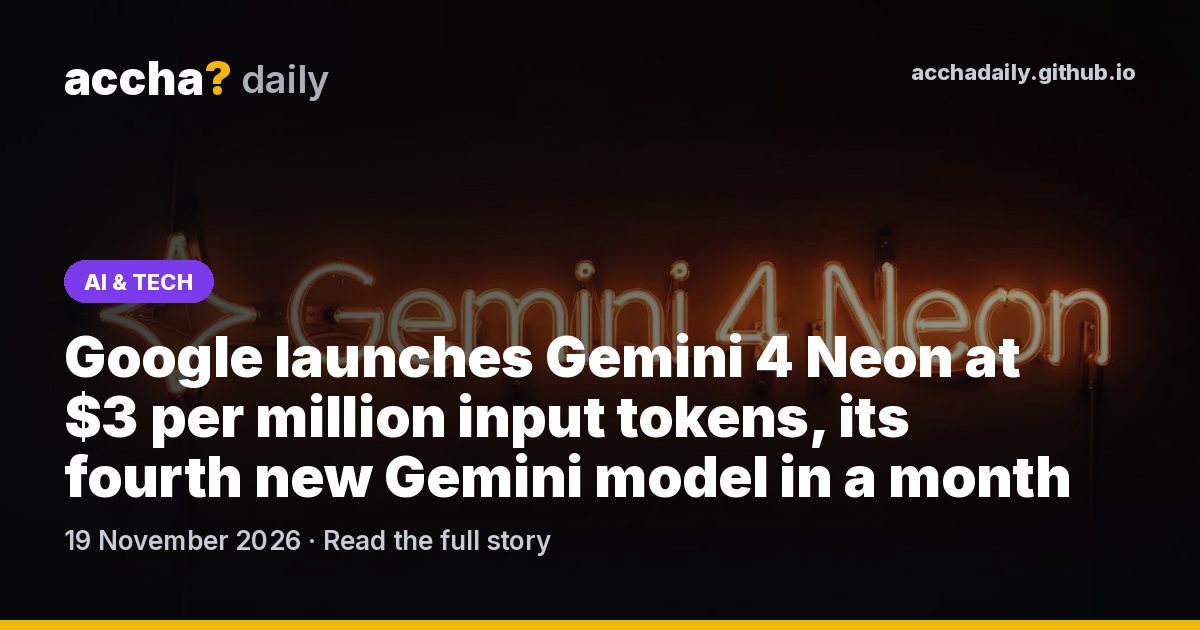 accha? daily
acchadaily.github.io
Gemini 4 Neon
AI & TECH
Google launches Gemini 4 Neon at
$3 per million input tokens, its
fourth new Gemini model in a month
19 November 2026 · Read the full story